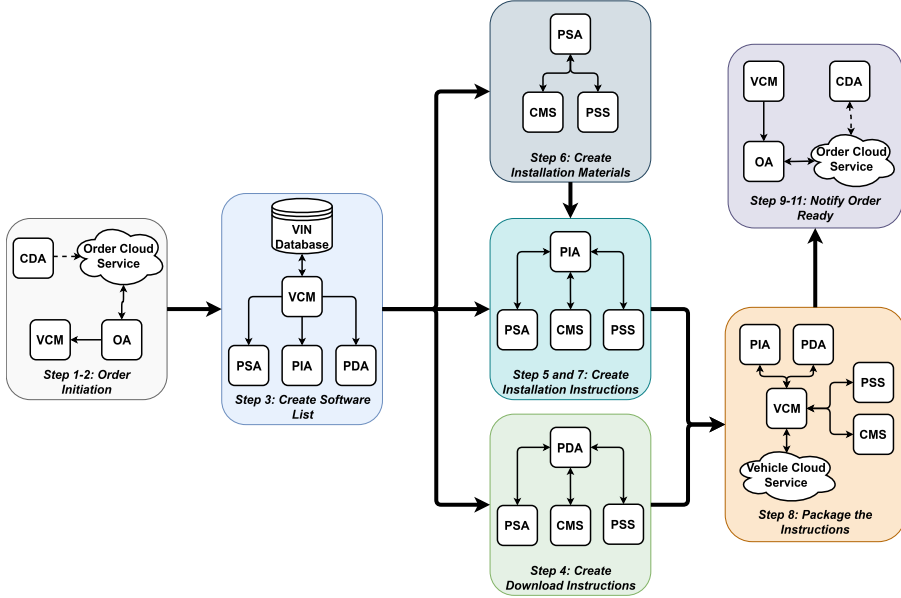 CDA
Order Cloud
Service
VCM
OA
Step 1-2: Order
Initiation
VIN
Database
VCM
PSA
PIA
PDA
Step 3: Create Software
List
PSA
CMS
PSS
Step 6: Create
Installation Materials
PIA
PSA
CMS
PSS
Step 5 and 7: Create
Installation Instructions
PDA
PSA
CMS
PSS
Step 4: Create
Download Instructions
PIA
PDA
VCM
PSS
CMS
Vehicle Cloud
Service
Step 8: Package the
Instructions
VCM
CDA
OA
Order Cloud
Service
Step 9-11: Notify Order
Ready